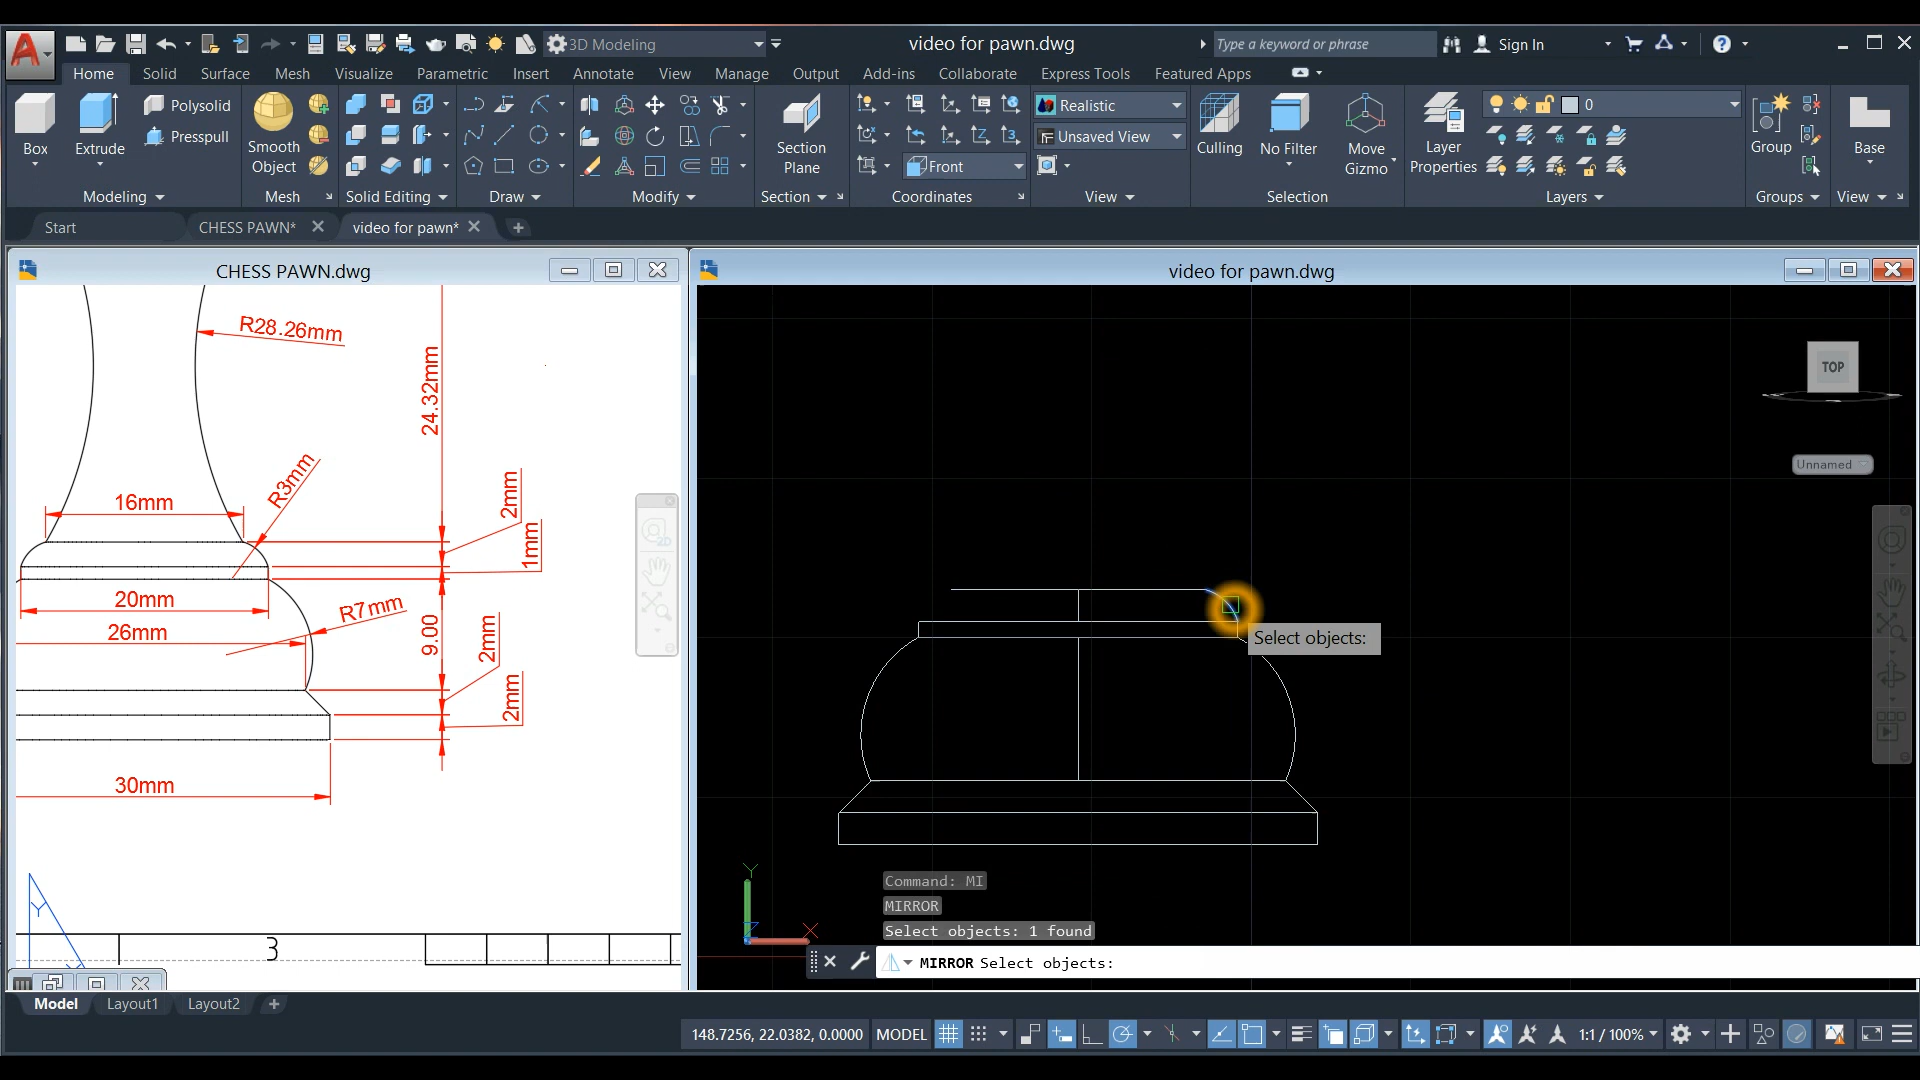 3D Modeling
video for pawn.dwg
Type a keyword or phrase
Sign In
Home
Solid
Surface
Mesh
Visualize
Parametric
Insert
Annotate
View
Manage
Output
Add-ins
Collaborate
Express Tools
Featured Apps
Box
Extrude
Polysolid
Presspull
Smooth
Object
Section
Plane
Realistic
Unsaved View
Front
Culling
No Filter
Move
Gizmo
Layer
Properties
0
Group
Base
Modeling
Mesh
Solid Editing
Draw
Modify
Section
Coordinates
View
Selection
Layers
Groups
View
Start
CHESS PAWN*
video for pawn*
CHESS PAWN.dwg
video for pawn.dwg
R28.26mm
24.32mm
R3mm
16mm
2mm
1mm
20mm
R7mm
26mm
9.00
2mm
2mm
30mm
3
Y
TOP
Unnamed
Select objects:
Y
X
Command: MI
MIRROR
Select objects: 1 found
MIRROR Select objects:
Model
Layout1
Layout2
148.7256, 22.0382, 0.0000
MODEL
1:1 / 100%